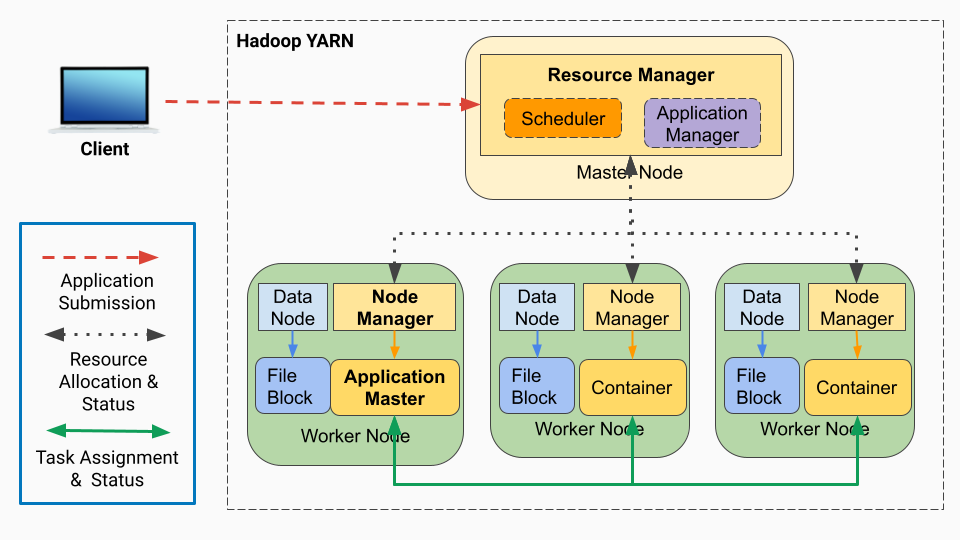 Hadoop YARN
Resource Manager
Scheduler
Application
Manager
Master Node
Client
Application
Submission
Resource
Allocation &
Status
Task Assignment
& Status
Data
Node
Node
Manager
File
Block
Application
Master
Worker Node
Data
Node
Node
Manager
File
Block
Container
Worker Node
Data
Node
Node
Manager
File
Block
Container
Worker Node